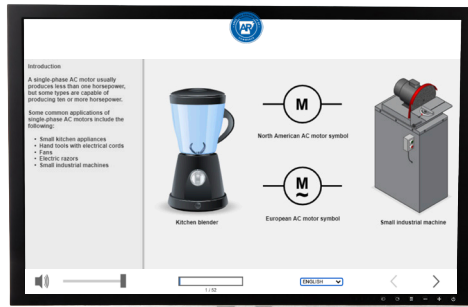 AR
Introduction
A single-phase AC motor usually
produces less than one horsepower,
but some types are capable of
producing ten or more horsepower.
Some common applications of
single-phase AC motors include the
following:
• Small kitchen appliances
• Hand tools with electrical cords
• Fans
• Electric razors
• Small industrial machines
M
North American AC motor symbol
M
~
European AC motor symbol
Kitchen blender
Small industrial machine
1 / 52
ENGLISH